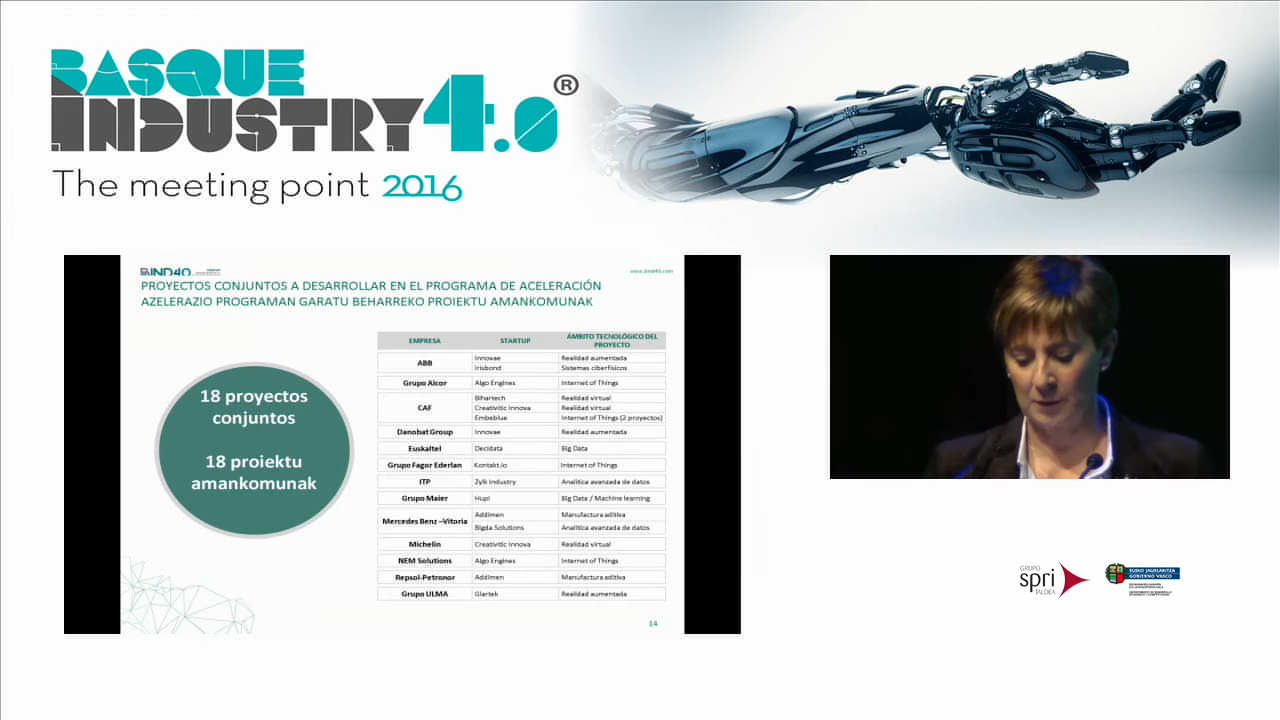 BASQUE
INDUSTRY 4.0®
The meeting point 2016
BIND4.0
www.bind40.com
PROYECTOS CONJUNTOS A DESARROLLAR EN EL PROGRAMA DE ACELERACIÓN
AZELERAZIO PROGRAMAN GARATU BEHARREKO PROIEKTU AMANKOMUNAK
18 proyectos
conjuntos
18 proiektu
amankomunak
EMPRESA STARTUP ÁMBITO TECNOLÓGICO DEL
PROYECTO
ABB Innovae Realidad aumentada
Irisbond Sistemas ciberfísicos
Grupo Alcor Algo Engines Internet of Things
CAF Bihartech Realidad virtual
Creativitic Innova Realidad virtual
Embeblue Internet of Things (2 proyectos)
Danobat Group Innovae Realidad aumentada
Euskaltel Decidata Big Data
Grupo Fagor Ederlan Kontakt.io Internet of Things
ITP Zylk Industry Analítica avanzada de datos
Grupo Maier Hupi Big Data / Machine learning
Mercedes Benz –Vitoria Addimen Manufactura aditiva
Bigda Solutions Analítica avanzada de datos
Michelin Creativitic Innova Realidad virtual
NEM Solutions Algo Engines Internet of Things
Repsol-Petronor Addimen Manufactura aditiva
Grupo ULMA Glartek Realidad aumentada
14
GRUPO
spri
TALDEA
EUSKO JAURLARITZA
GOBIERNO VASCO